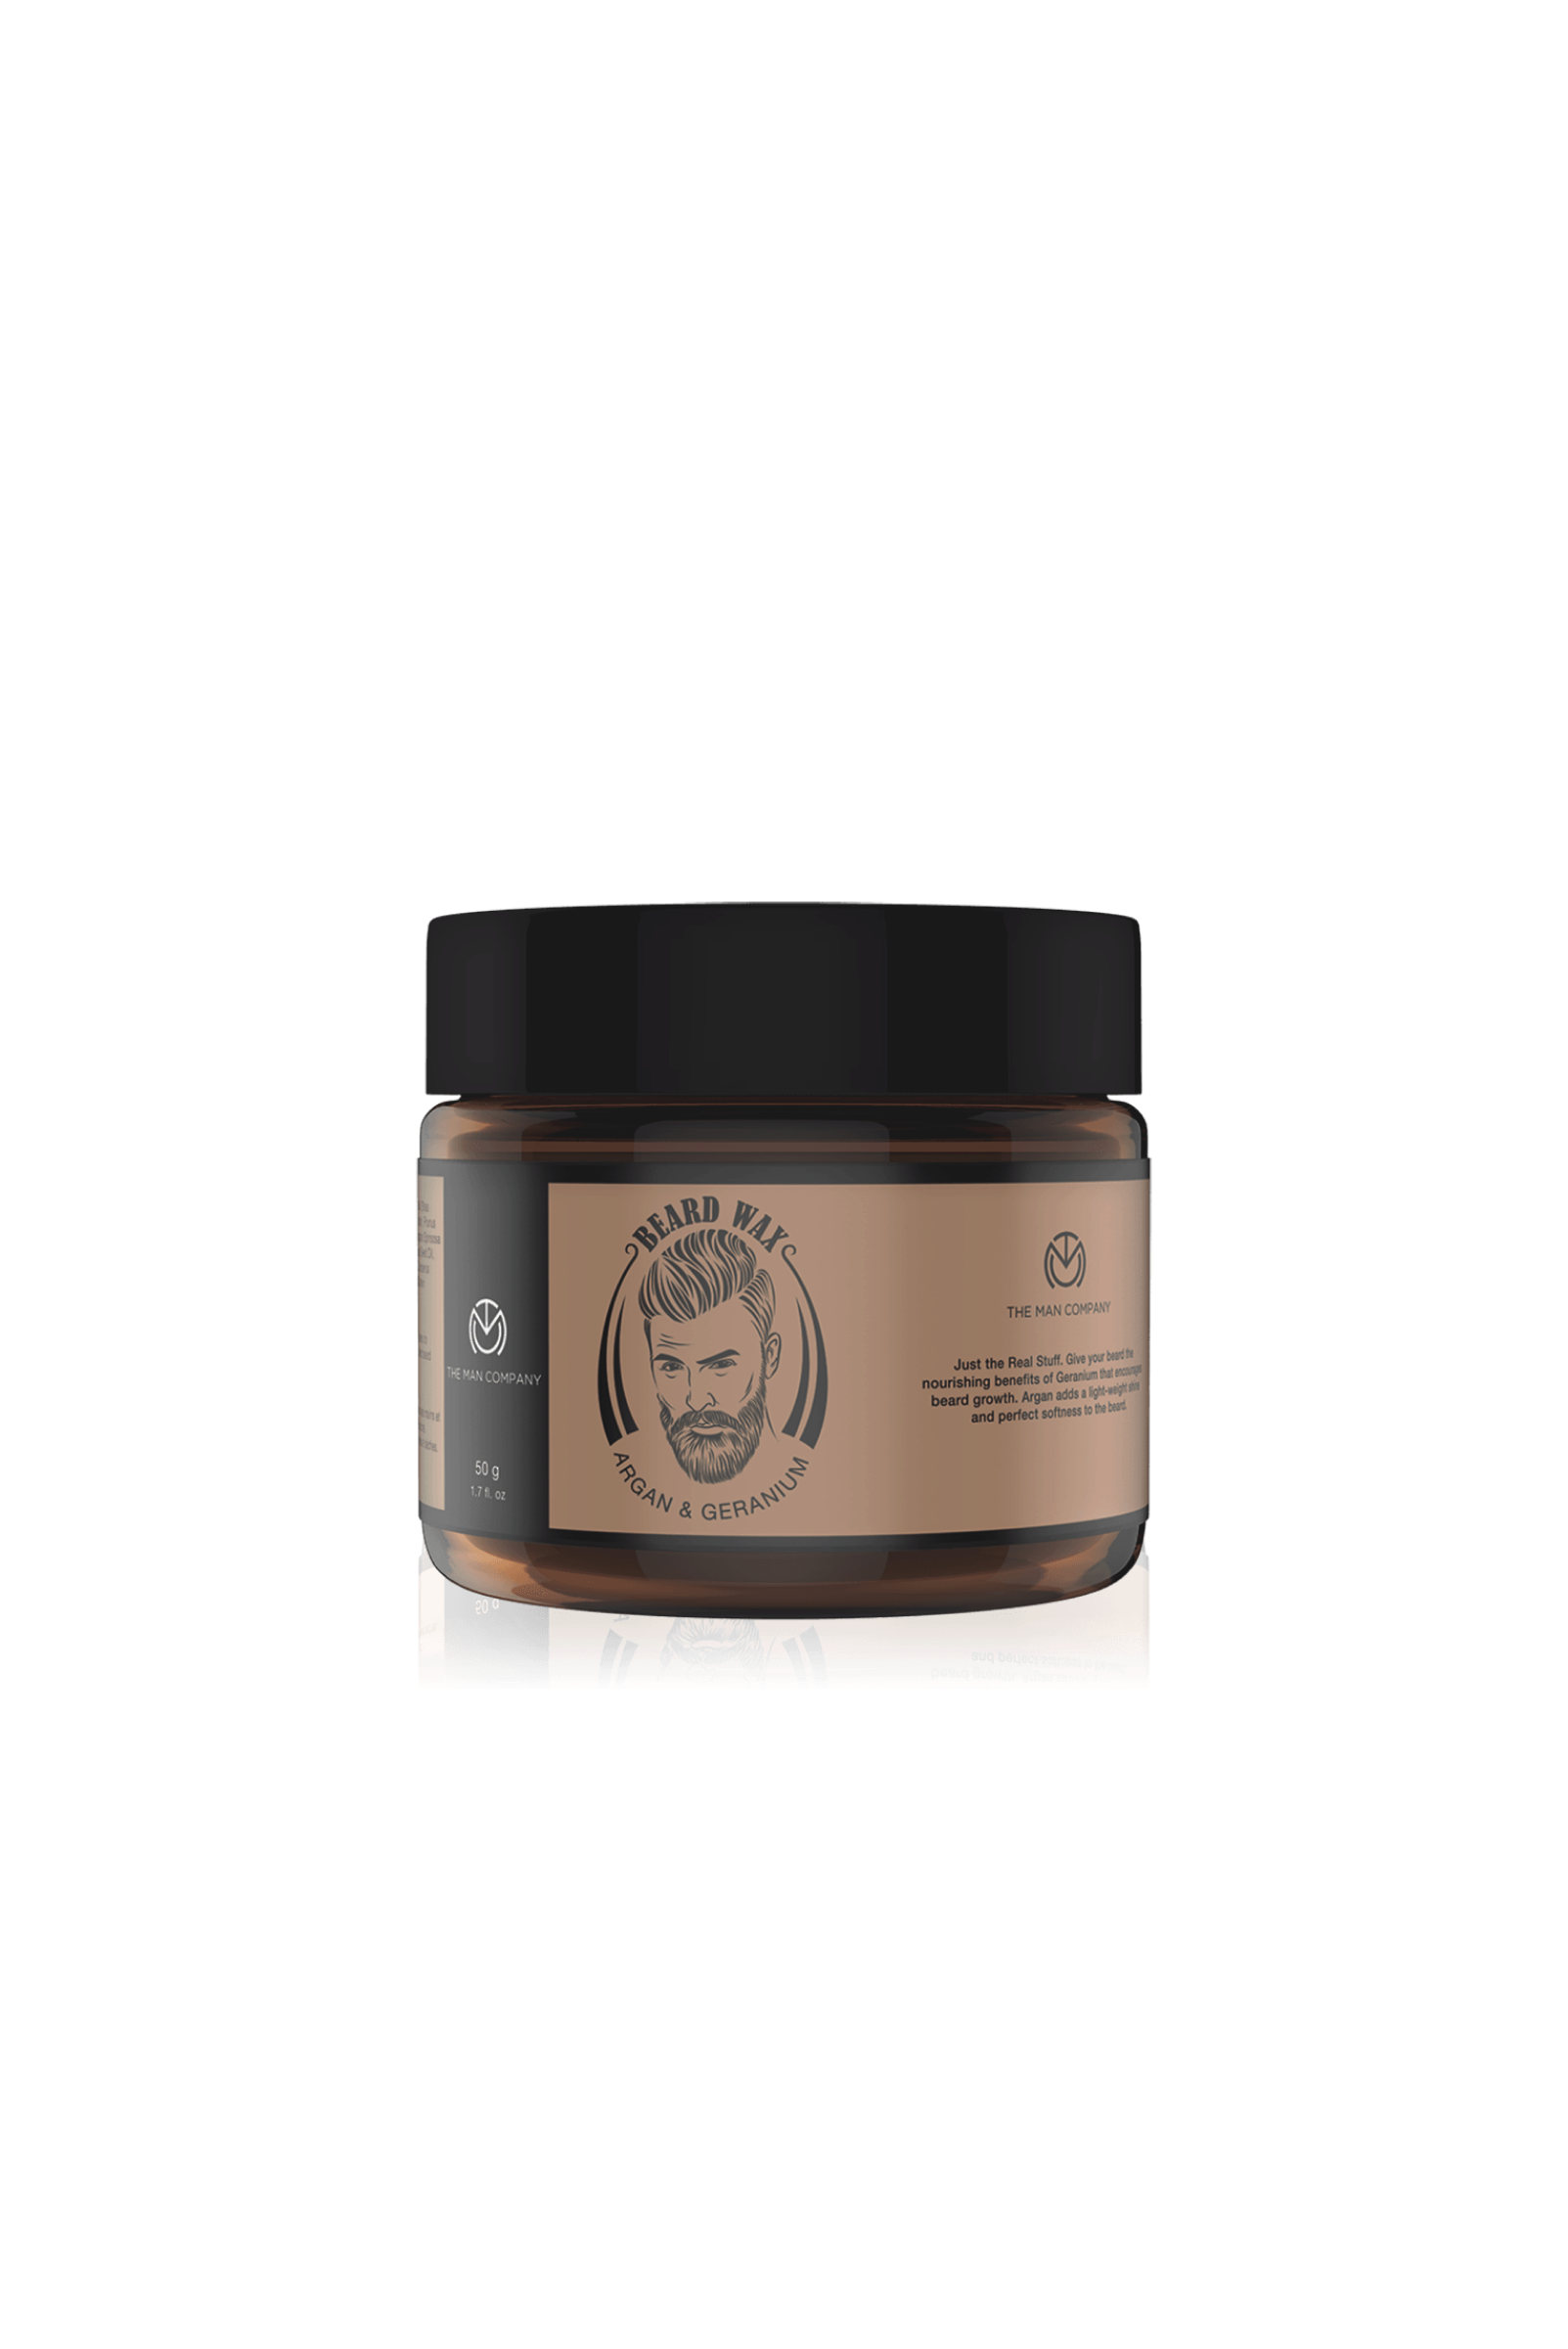 BEARD WAX
ARGAN & GERANIUM
THE MAN COMPANY
50 g
1.7 fl. oz
THE MAN COMPANY
Just the Real Stuff. Give your beard the
nourishing benefits of Geranium that encourages
beard growth. Argan adds a light-weight shine
and perfect softness to the beard.